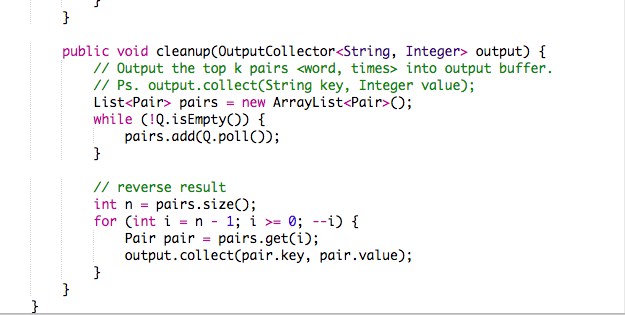 }
}
public void cleanup(OutputCollector<String, Integer> output) {
// Output the top k pairs <word, times> into output buffer.
// Ps. output.collect(String key, Integer value);
List<Pair> pairs = new ArrayList<Pair>();
while (!Q.isEmpty()) {
pairs.add(Q.poll());
}
// reverse result
int n = pairs.size();
for (int i = n - 1; i >= 0; --i) {
Pair pair = pairs.get(i);
output.collect(pair.key, pair.value);
}
}
}